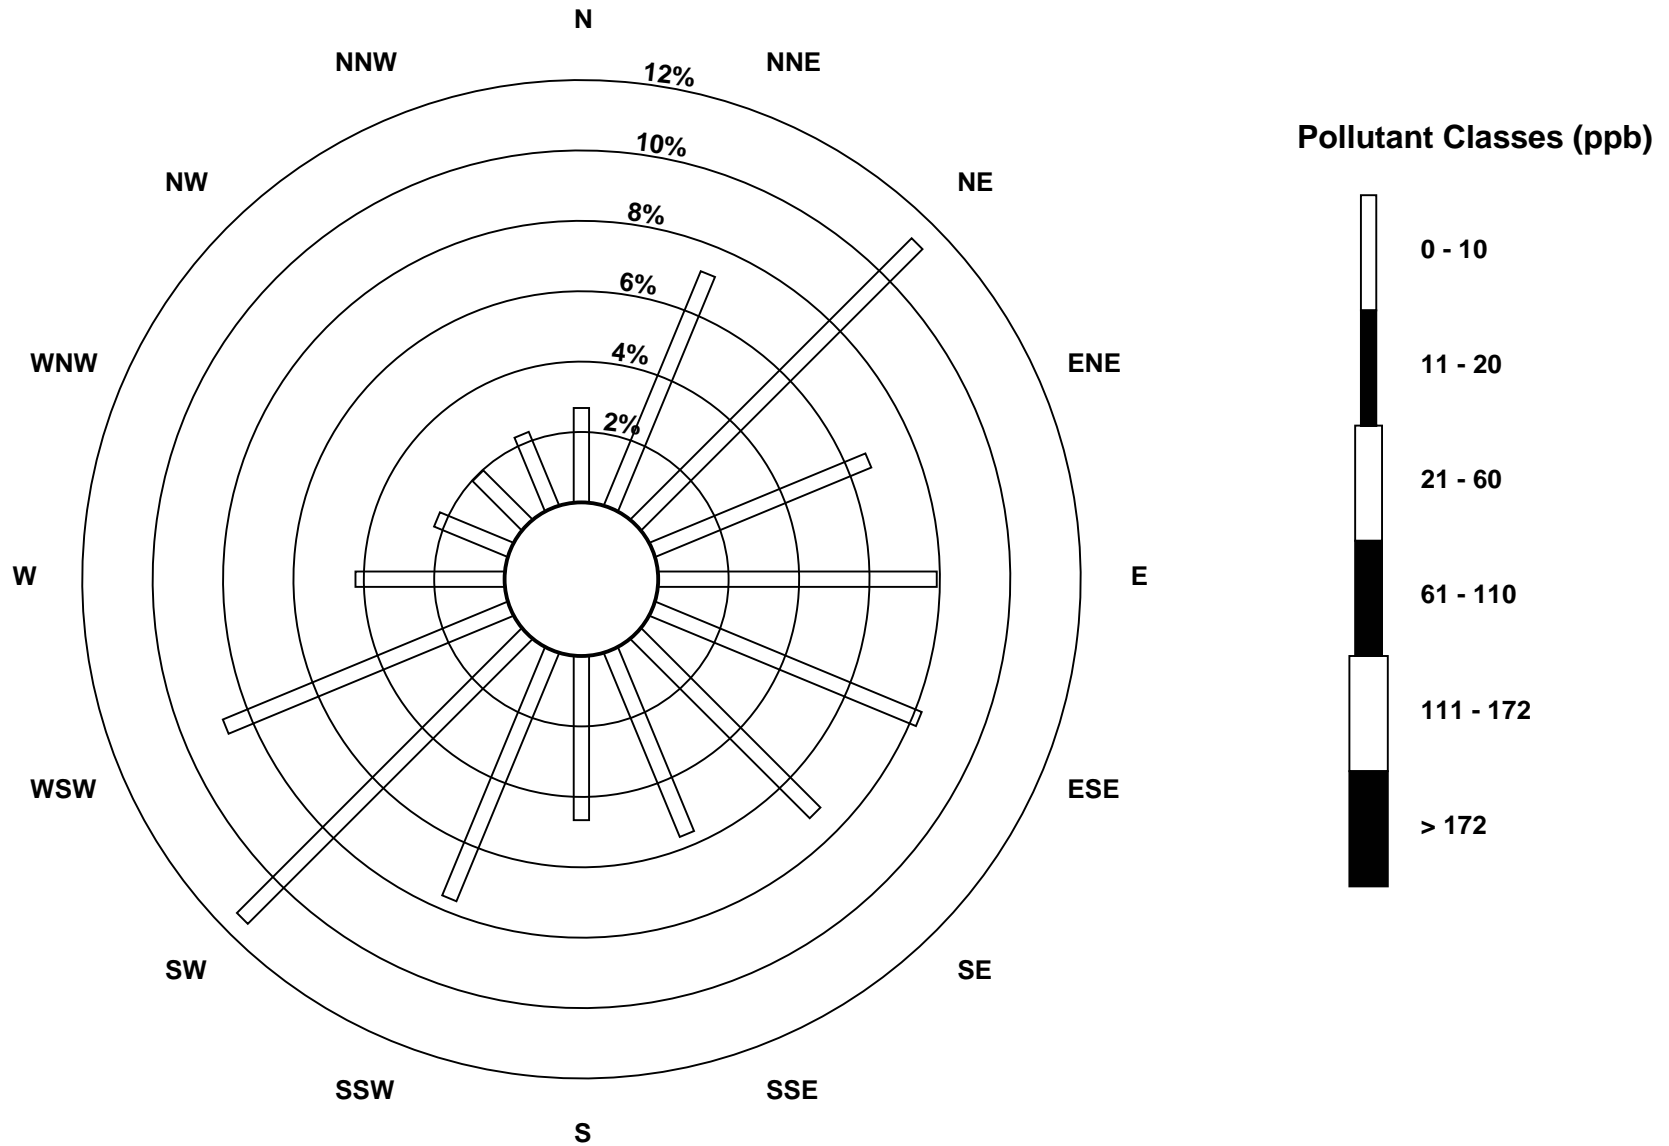 N
NNW
NNE
12%
10%
NW
NE
8%
6%
4%
WNW
ENE
2%
W
E
WSW
ESE
SW
SE
SSW
SSE
S
Pollutant Classes (ppb)
0 - 10
11 - 20
21 - 60
61 - 110
111 - 172
> 172